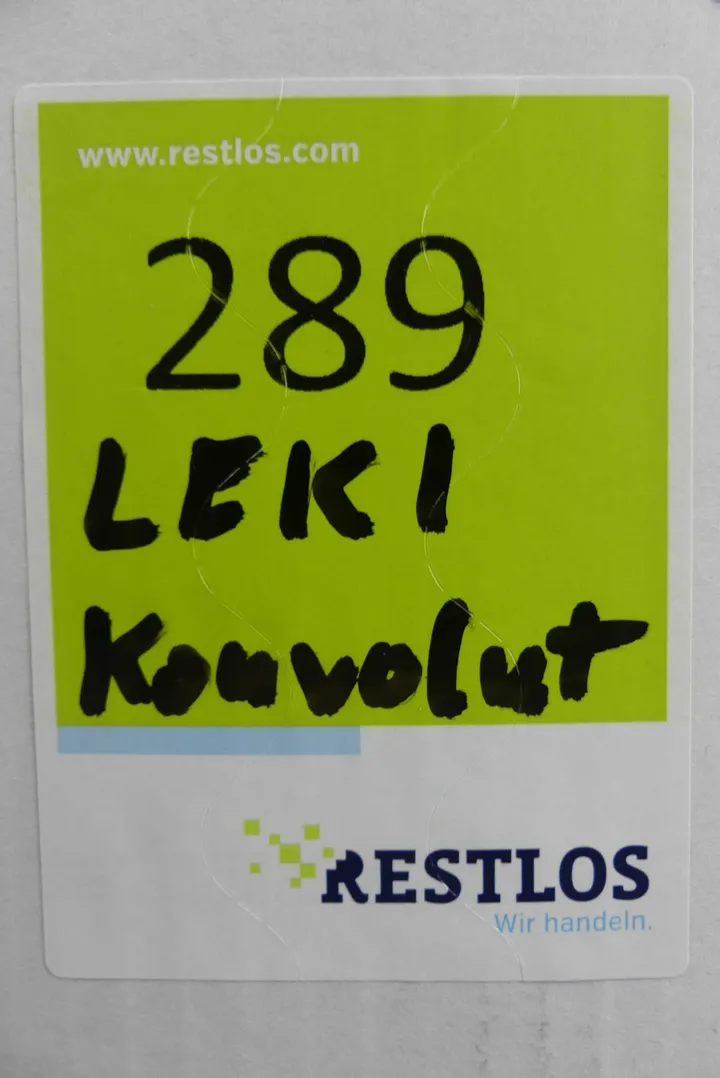 www.restlos.com
289
LEKI
Konvolut
RESTLOS
Wir handeln.